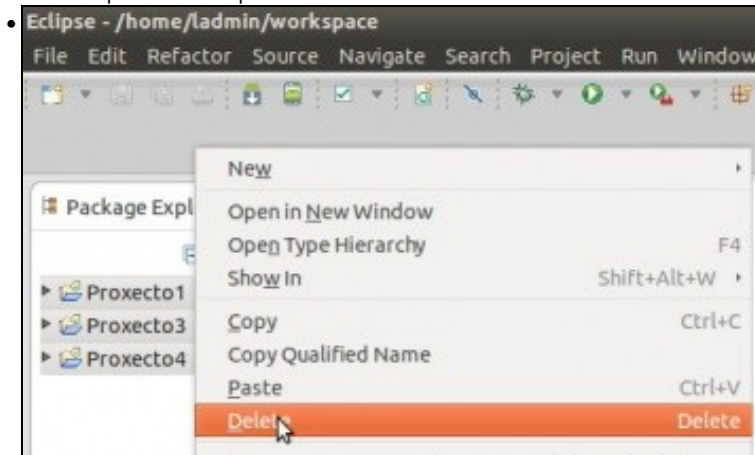 Eclipse - /home/ladmin/workspace
File Edit Refactor Source Navigate Search Project Run Window
New
Package Expl
Open in New Window
Open Type Hierarchy F4
Show In Shift+Alt+W
Proxecto1
Copy Ctrl+C
Proxecto3
Copy Qualified Name
Proxecto4
Paste Ctrl+V
Delete Delete